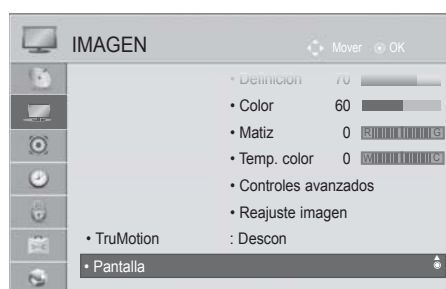 IMAGEN Mover OK
• Definición 70
• Color 60
• Matiz 0 R G
• Temp. color 0 W C
• Controles avanzados
• Reajuste imagen
• TruMotion : Descon
• Pantalla